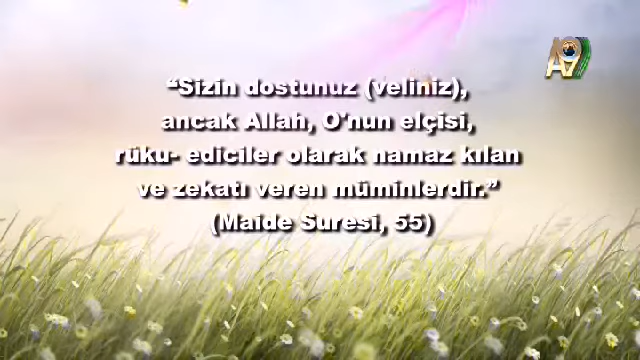 “Sizin dostunuz (veliniz),
ancak Allah, O'nun elçisi,
rüku- ediciler olarak namaz kılan
ve zekatı veren müminlerdir.”
(Maide Suresi, 55)
A9